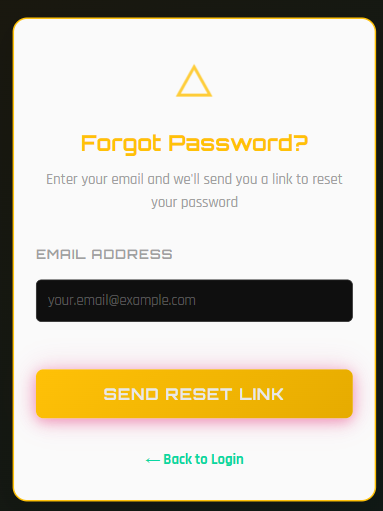 Forgot Password?
Enter your email and we'll send you a link to reset
your password
EMAIL ADDRESS
your.email@example.com
SEND RESET LINK
← Back to Login